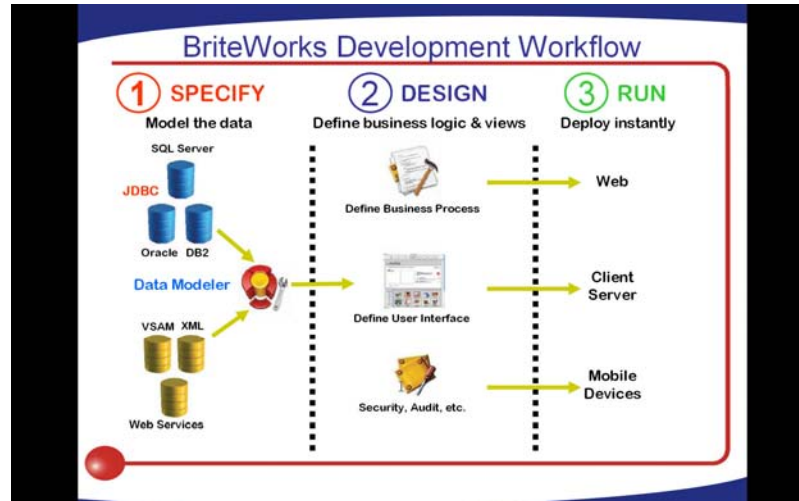 BriteWorks Development Workflow
1 SPECIFY
Model the data
2 DESIGN
Define business logic & views
3 RUN
Deploy instantly
SQL Server
JDBC
Oracle DB2
Data Modeler
VSAM XML
Web Services
Define Business Process
Define User Interface
Security, Audit, etc.
Web
Client
Server
Mobile
Devices